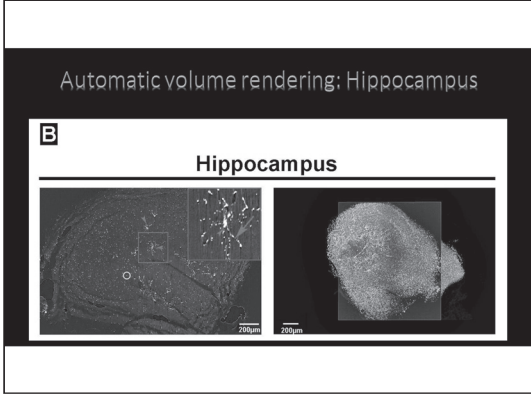 Automatic volume rendering: Hippocampus
B
Hippocampus
200µm
200µm